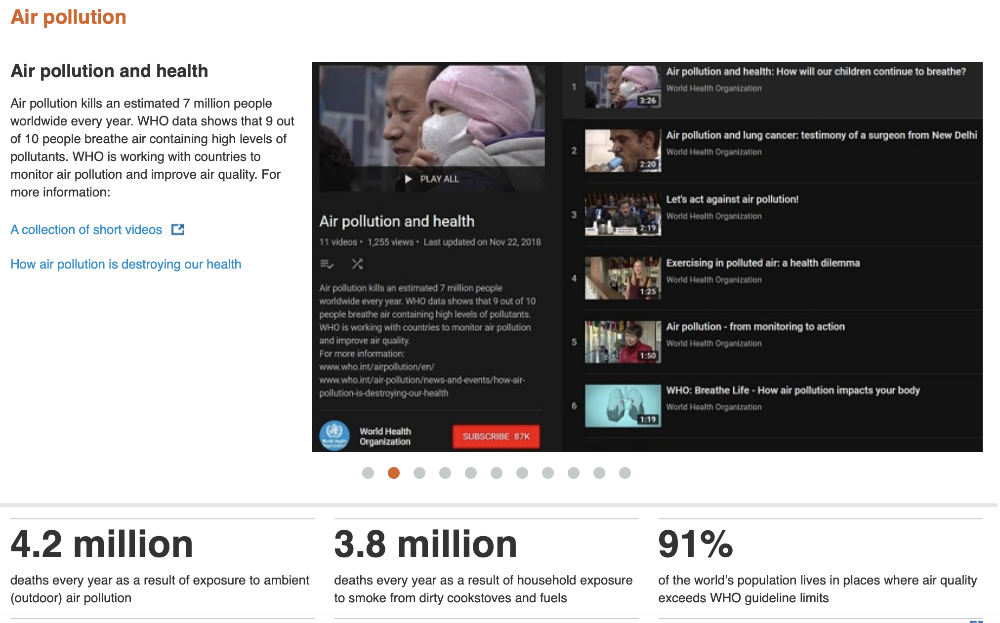 Air pollution
Air pollution and health
Air pollution kills an estimated 7 million people
worldwide every year. WHO data shows that 9 out
of 10 people breathe air containing high levels of
pollutants. WHO is working with countries to
monitor air pollution and improve air quality. For
more information:
A collection of short videos
How air pollution is destroying our health
PLAY ALL
Air pollution and health
11 videos • 1,255 views • Last updated on Nov 22, 2018
Air pollution kills an estimated 7 million people
worldwide every year. WHO data shows that 9 out of 10
people breathe air containing high levels of pollutants.
WHO is working with countries to monitor air pollution
and improve air quality.
For more information:
www.who.int/airpollution/en/
www.who.int/air-pollution/news-and-events/how-air-
pollution-is-destroying-our-health
World Health
Organization
SUBSCRIBE 87K
1
3:26
Air pollution and health: How will our children continue to breathe?
World Health Organization
2
2:20
Air pollution and lung cancer: testimony of a surgeon from New Delhi
World Health Organization
3
2:19
Let's act against air pollution!
World Health Organization
4
1:25
Exercising in polluted air: a health dilemma
World Health Organization
5
1:50
Air pollution - from monitoring to action
World Health Organization
6
1:19
WHO: Breathe Life - How air pollution impacts your body
World Health Organization
4.2 million
deaths every year as a result of exposure to ambient
(outdoor) air pollution
3.8 million
deaths every year as a result of household exposure
to smoke from dirty cookstoves and fuels
91%
of the world’s population lives in places where air quality
exceeds WHO guideline limits